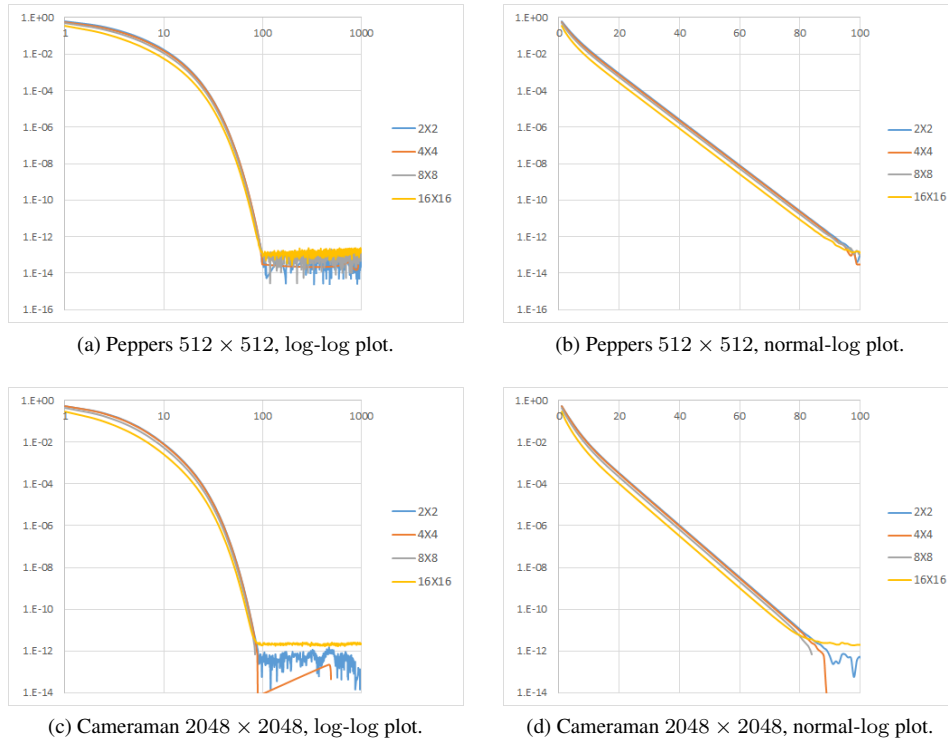 1.E+00
1.E-02
1.E-04
1.E-06
1.E-08
1.E-10
1.E-12
1.E-14
1.E-16
1 10 100 1000
2X2
4X4
8X8
16X16
1.E+00
1.E-02
1.E-04
1.E-06
1.E-08
1.E-10
1.E-12
1.E-14
1.E-16
0 20 40 60 80 100
2X2
4X4
8X8
16X16
(a) Peppers 512 × 512, log-log plot.
(b) Peppers 512 × 512, normal-log plot.
1.E+00
1.E-02
1.E-04
1.E-06
1.E-08
1.E-10
1.E-12
1.E-14
1 10 100 1000
2X2
4X4
8X8
16X16
1.E+00
1.E-02
1.E-04
1.E-06
1.E-08
1.E-10
1.E-12
1.E-14
0 20 40 60 80 100
2X2
4X4
8X8
16X16
(c) Cameraman 2048 × 2048, log-log plot.
(d) Cameraman 2048 × 2048, normal-log plot.